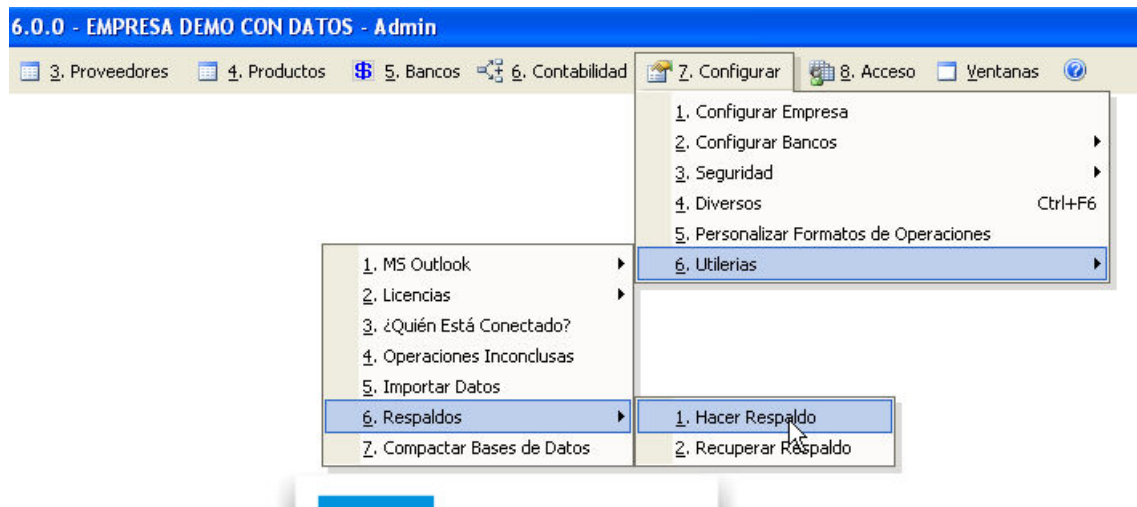 6.0.0 - EMPRESA DEMO CON DATOS - Admin
3. Proveedores 4. Productos 5. Bancos 6. Contabilidad 7. Configurar 8. Acceso Ventanas
1. Configurar Empresa
2. Configurar Bancos
3. Seguridad
4. Diversos Ctrl+F6
5. Personalizar Formatos de Operaciones
6. Utilerias
1. MS Outlook
2. Licencias
3. ¿Quién Está Conectado?
4. Operaciones Inconclusas
5. Importar Datos
6. Respaldos
7. Compactar Bases de Datos
1. Hacer Respaldo
2. Recuperar Respaldo